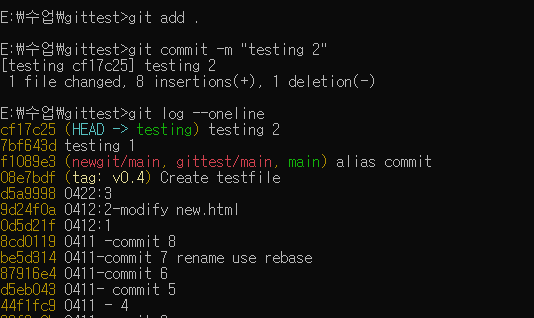 E:₩수업₩gittest>git add .
E:₩수업₩gittest>git commit -m "testing 2"
[testing cf17c25] testing 2
1 file changed, 8 insertions(+), 1 deletion(-)
E:₩수업₩gittest>git log --oneline
cf17c25 (HEAD -> testing) testing 2
7bf643d testing 1
f1089e3 (newgit/main, gittest/main, main) alias commit
08e7bdf (tag: v0.4) Create testfile
d5a9998 0422:3
9d24f0a 0412:2-modify new.html
0d5d21f 0412:1
8cd0119 0411 -commit 8
be5d314 0411-commit 7 rename use rebase
87916e4 0411-commit 6
d5eb043 0411- commit 5
44f1fc9 0411 - 4